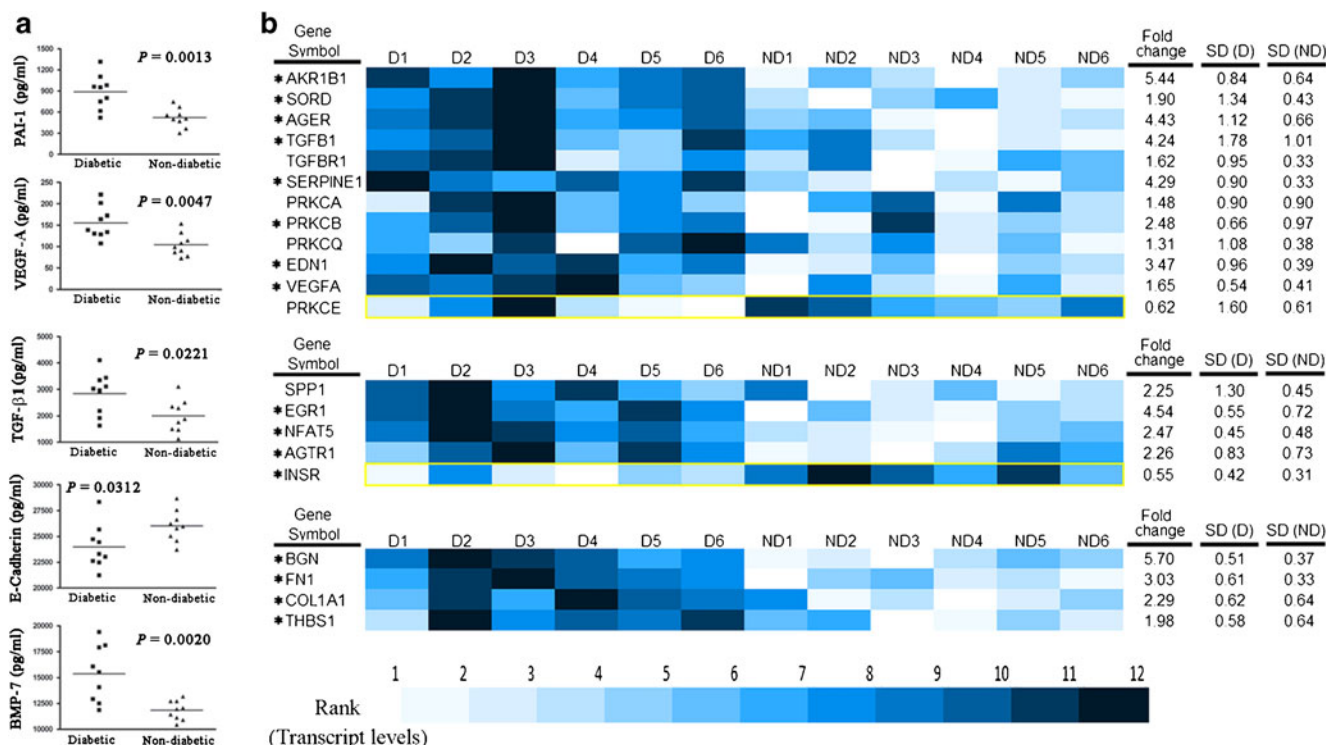 a
PAI-1 (pg/ml)
1500
1200
900
600
300
0
P = 0.0013
Diabetic Non-diabetic
VEGF-A (pg/ml)
250
200
150
100
50
0
P = 0.0047
Diabetic Non-diabetic
TGF-β1 (pg/ml)
5000
4000
3000
2000
1000
P = 0.0221
Diabetic Non-diabetic
E-Cadherin (pg/ml)
30000
27500
25000
22500
20000
P = 0.0312
Diabetic Non-diabetic
BMP-7 (pg/ml)
20000
17500
15000
12500
10000
P = 0.0020
Diabetic Non-diabetic
b
Gene Symbol D1 D2 D3 D4 D5 D6 ND1 ND2 ND3 ND4 ND5 ND6 Fold change SD (D) SD (ND)
* AKR1B1 5.44 0.84 0.64
* SORD 1.90 1.34 0.43
* AGER 4.43 1.12 0.66
* TGFB1 4.24 1.78 1.01
TGFBR1 1.62 0.95 0.33
* SERPINE1 4.29 0.90 0.33
PRKCA 1.48 0.90 0.90
* PRKCB 2.48 0.66 0.97
PRKCQ 1.31 1.08 0.38
* EDN1 3.47 0.96 0.39
* VEGFA 1.65 0.54 0.41
PRKCE 0.62 1.60 0.61
Gene Symbol D1 D2 D3 D4 D5 D6 ND1 ND2 ND3 ND4 ND5 ND6 Fold change SD (D) SD (ND)
SPP1 2.25 1.30 0.45
* EGR1 4.54 0.55 0.72
* NFAT5 2.47 0.45 0.48
* AGTR1 2.26 0.83 0.73
* INSR 0.55 0.42 0.31
Gene Symbol D1 D2 D3 D4 D5 D6 ND1 ND2 ND3 ND4 ND5 ND6 Fold change SD (D) SD (ND)
* BGN 5.70 0.51 0.37
* FN1 3.03 0.61 0.33
* COL1A1 2.29 0.62 0.64
* THBS1 1.98 0.58 0.64
1 2 3 4 5 6 7 8 9 10 11 12
Rank
(Transcript levels)